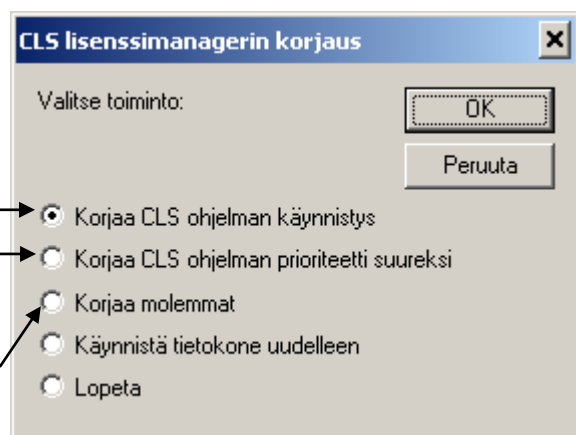 CLS lisenssimanagerin korjaus
Valitse toiminto:
OK
Peruuta
Korjaa CLS ohjelman käynnistys
Korjaa CLS ohjelman prioriteetti suureksi
Korjaa molemmat
Käynnistä tietokone uudelleen
Lopeta